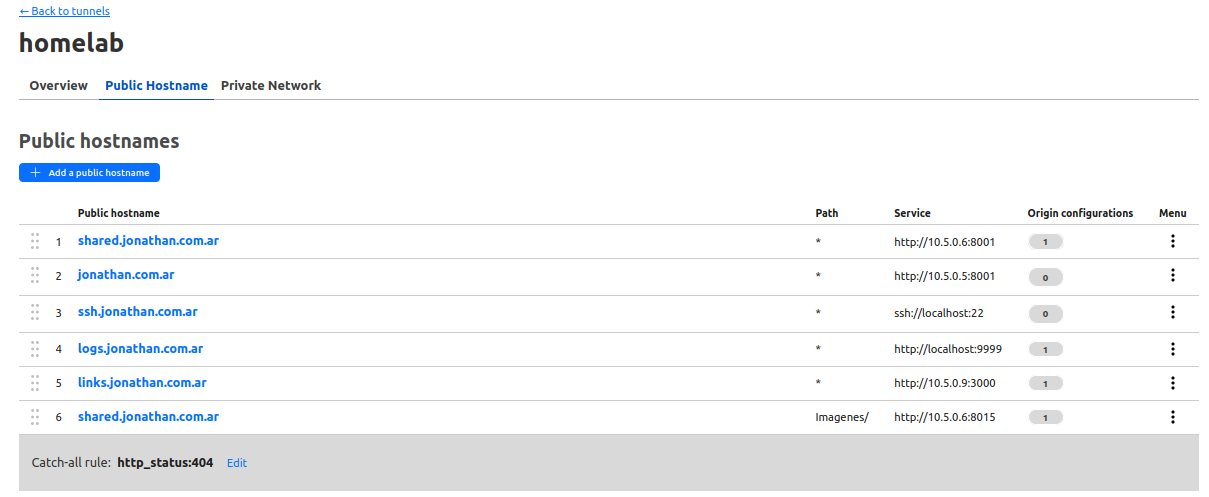 ← Back to tunnels
homelab
Overview Public Hostname Private Network
Public hostnames
+ Add a public hostname
Public hostname Path Service Origin configurations Menu
1 shared.jonathan.com.ar * http://10.5.0.6:8001 1
2 jonathan.com.ar * http://10.5.0.5:8001 0
3 ssh.jonathan.com.ar * ssh://localhost:22 0
4 logs.jonathan.com.ar * http://localhost:9999 1
5 links.jonathan.com.ar * http://10.5.0.9:3000 1
6 shared.jonathan.com.ar Imagenes/ http://10.5.0.6:8015 1
Catch-all rule: http_status:404 Edit